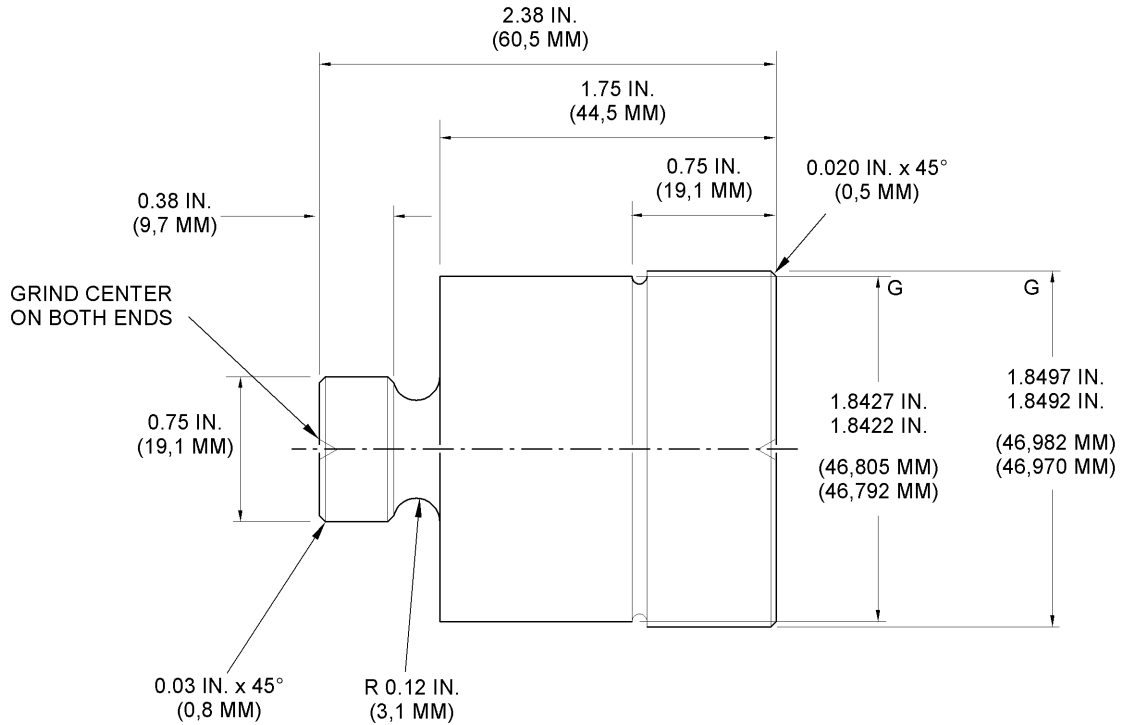 2.38 IN.
(60,5 MM)
1.75 IN.
(44,5 MM)
0.75 IN.
(19,1 MM)
0.020 IN. x 45°
(0,5 MM)
0.38 IN.
(9,7 MM)
GRIND CENTER
ON BOTH ENDS
G
G
0.75 IN.
(19,1 MM)
1.8427 IN.
1.8422 IN.
(46,805 MM)
(46,792 MM)
1.8497 IN.
1.8492 IN.
(46,982 MM)
(46,970 MM)
0.03 IN. x 45°
(0,8 MM)
R 0.12 IN.
(3,1 MM)